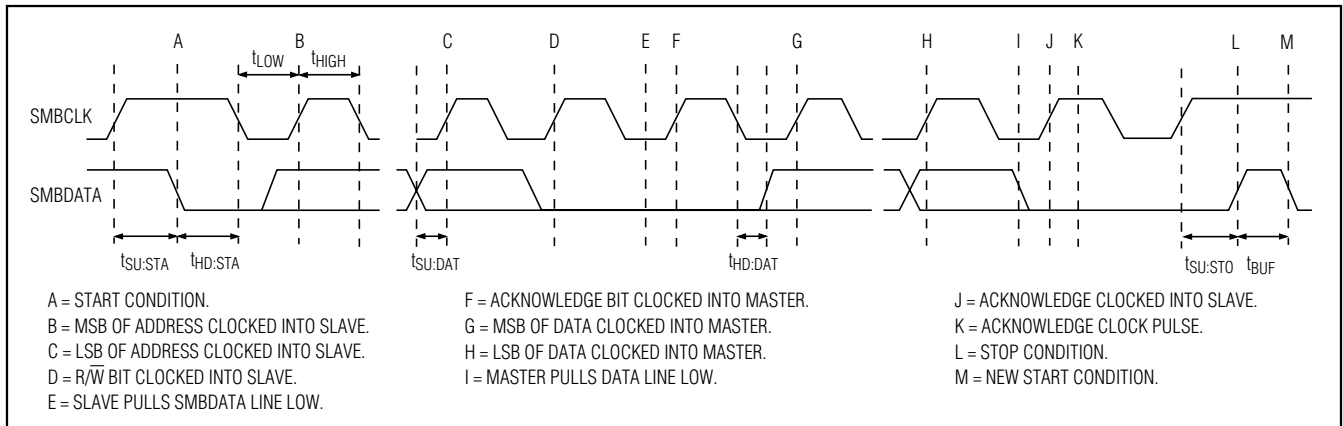 A B C D E F G H I J K L M
tLOW tHIGH
SMBCLK
SMBDATA
tSU:STA tHD:STA tSU:DAT tHD:DAT tSU:STO tBUF
A = START CONDITION.
B = MSB OF ADDRESS CLOCKED INTO SLAVE.
C = LSB OF ADDRESS CLOCKED INTO SLAVE.
D = R/W̅ BIT CLOCKED INTO SLAVE.
E = SLAVE PULLS SMBDATA LINE LOW.
F = ACKNOWLEDGE BIT CLOCKED INTO MASTER.
G = MSB OF DATA CLOCKED INTO MASTER.
H = LSB OF DATA CLOCKED INTO MASTER.
I = MASTER PULLS DATA LINE LOW.
J = ACKNOWLEDGE CLOCKED INTO SLAVE.
K = ACKNOWLEDGE CLOCK PULSE.
L = STOP CONDITION.
M = NEW START CONDITION.